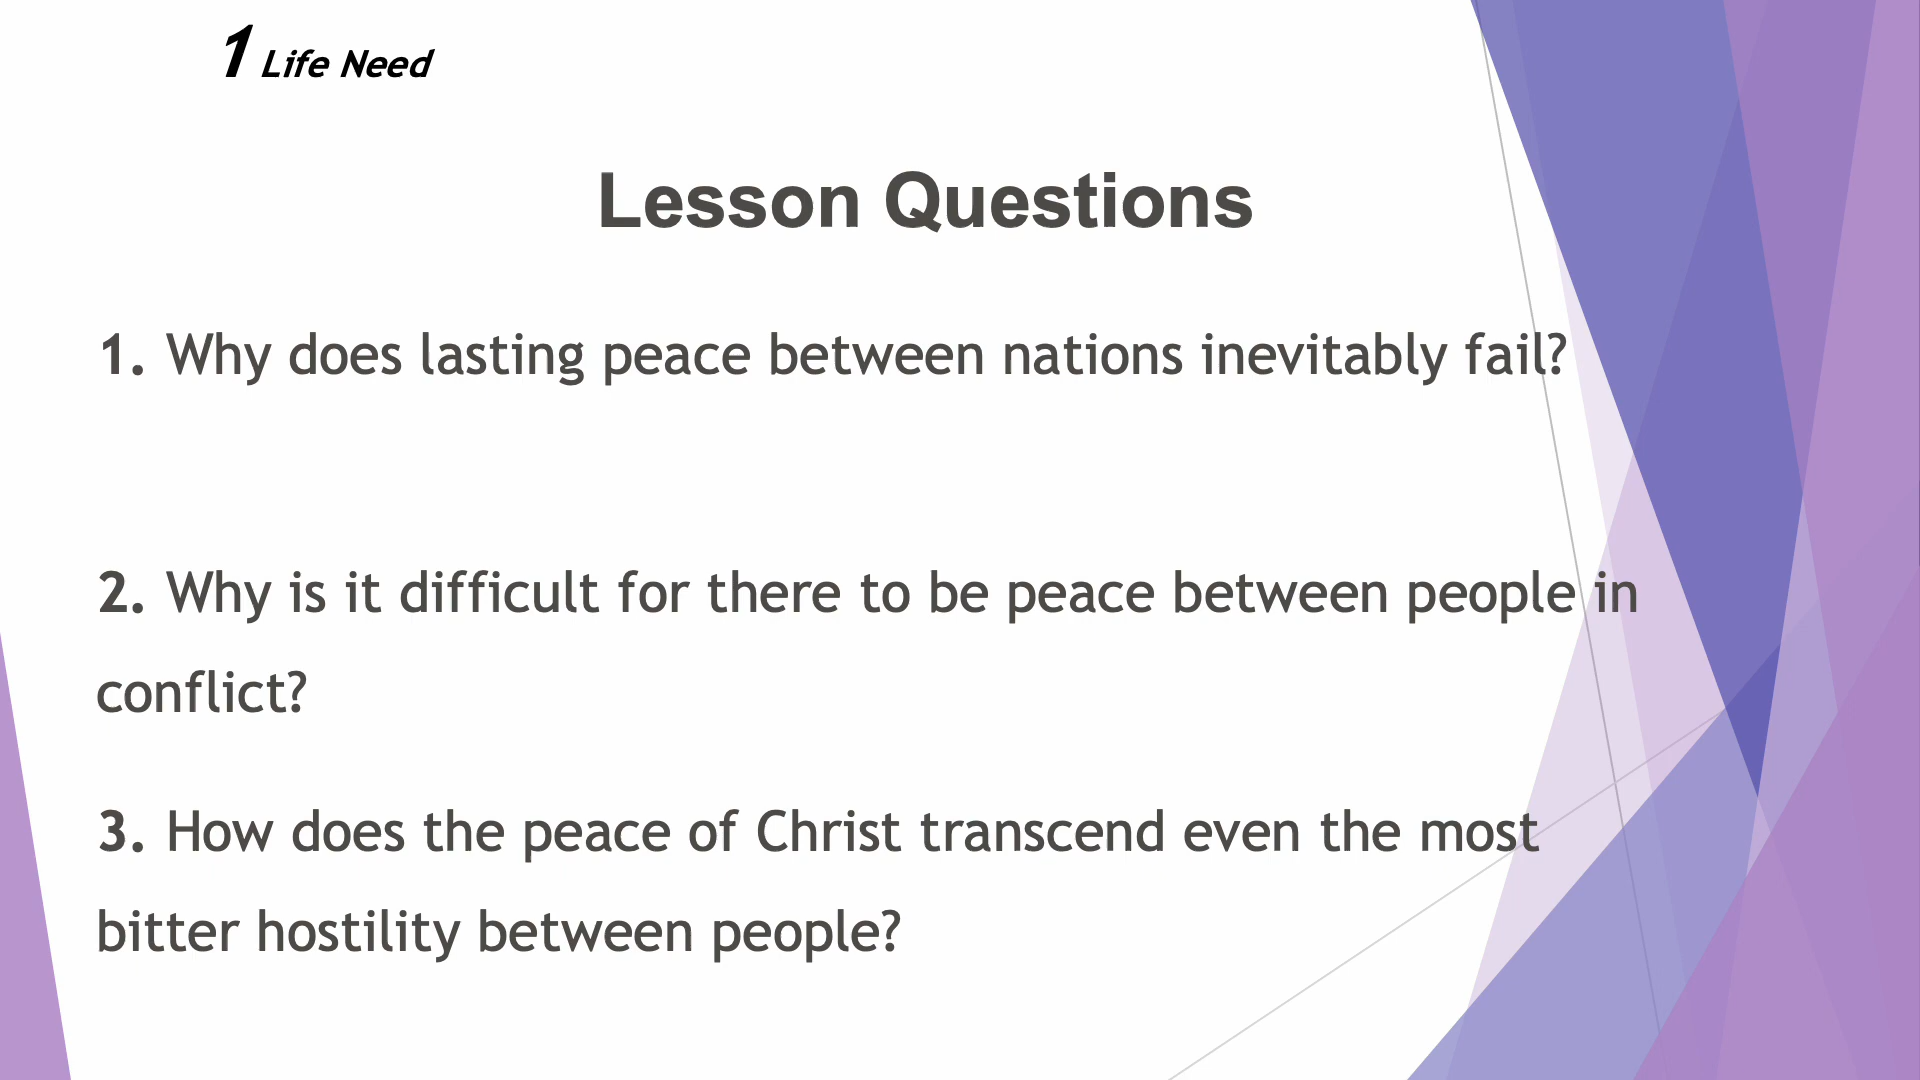 1 Life Need
Lesson Questions
1. Why does lasting peace between nations inevitably fail?
2. Why is it difficult for there to be peace between people in
conflict?
3. How does the peace of Christ transcend even the most
bitter hostility between people?